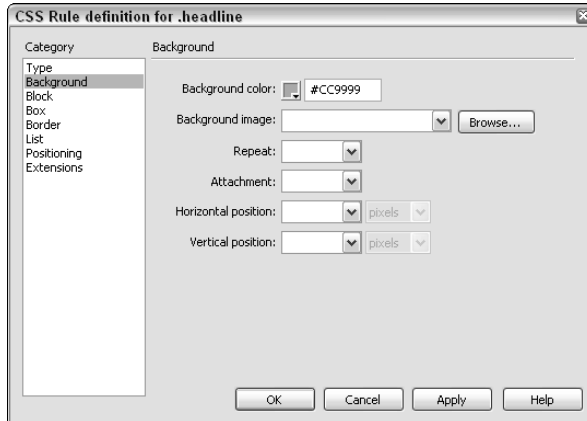 CSS Rule definition for .headline
Category
Background
Type
Background
Block
Box
Border
List
Positioning
Extensions
Background color:
#CC9999
Background image:
Browse...
Repeat:
Attachment:
Horizontal position:
pixels
Vertical position:
pixels
OK
Cancel
Apply
Help